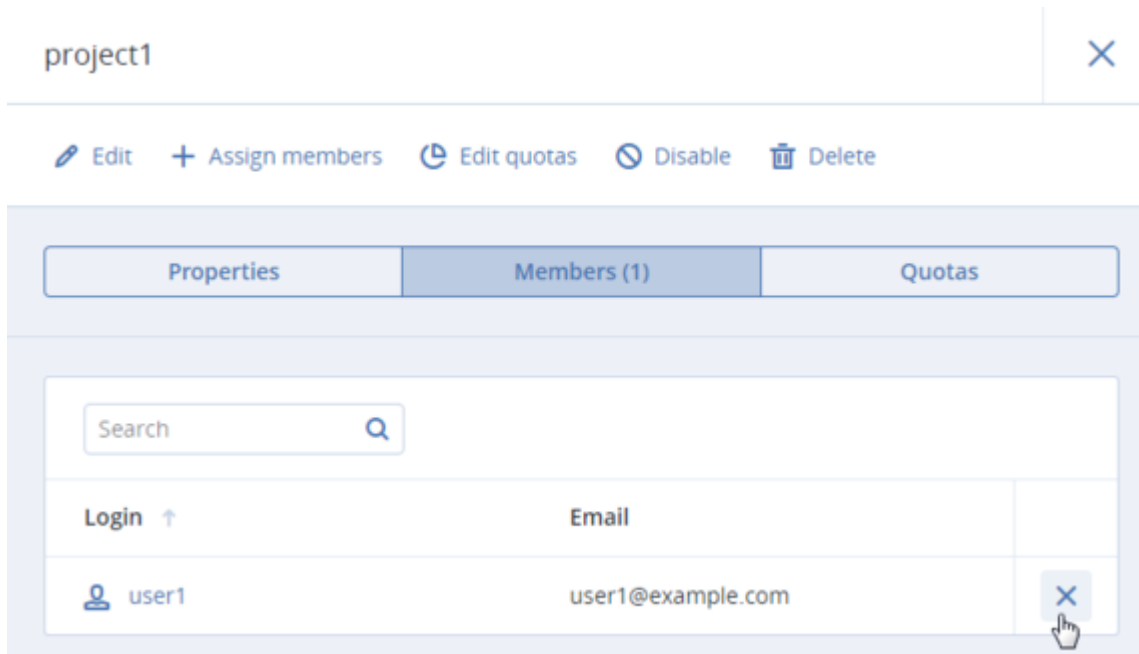 project1
Edit Assign members Edit quotas Disable Delete
Properties Members (1) Quotas
Search
Login Email
user1 user1@example.com